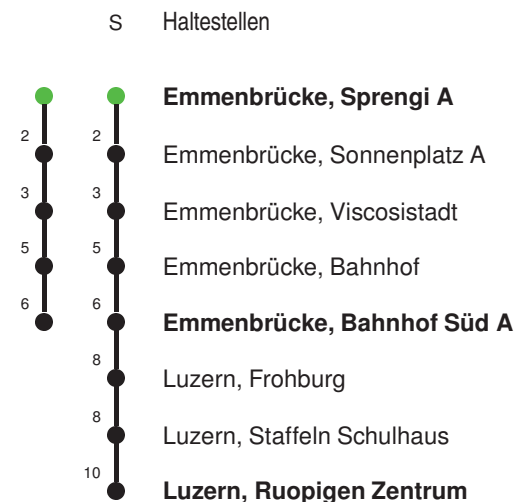 S Haltestellen
Emmenbrücke, Sprengi A
2 2 Emmenbrücke, Sonnenplatz A
3 3 Emmenbrücke, Viscosistadt
5 5 Emmenbrücke, Bahnhof
6 6 Emmenbrücke, Bahnhof Süd A
8 Luzern, Frohburg
8 Luzern, Staffeln Schulhaus
10 Luzern, Ruopigen Zentrum